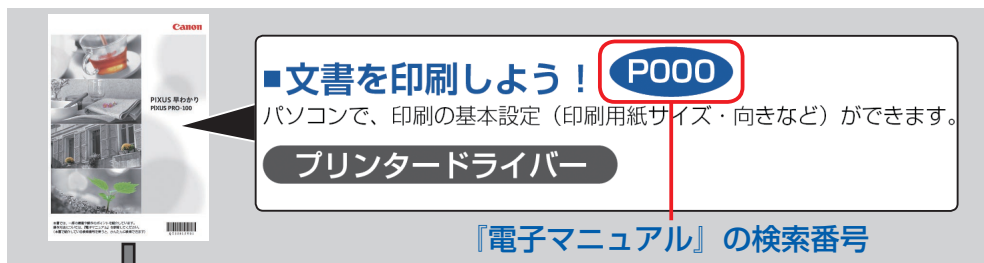 Canon
PIXUS 早わかり
PIXUS PRO-100
■文書を印刷しよう！ P000
パソコンで、印刷の基本設定（印刷用紙サイズ・向きなど）ができます。
プリンタードライバー
『電子マニュアル』の検索番号